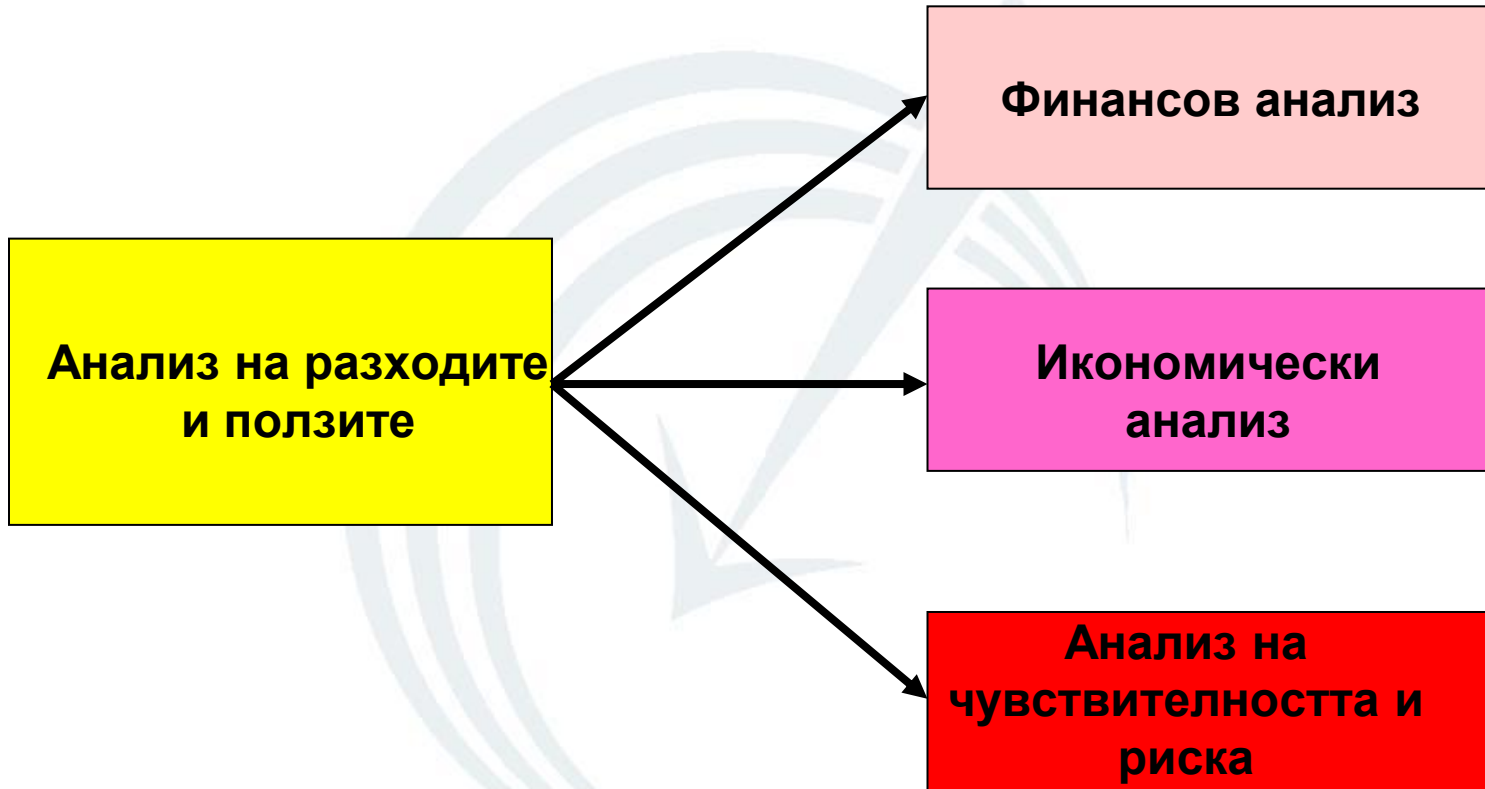 Финансов анализ
Анализ на разходите
и ползите
Икономически
анализ
Анализ на
чувствителността и
риска